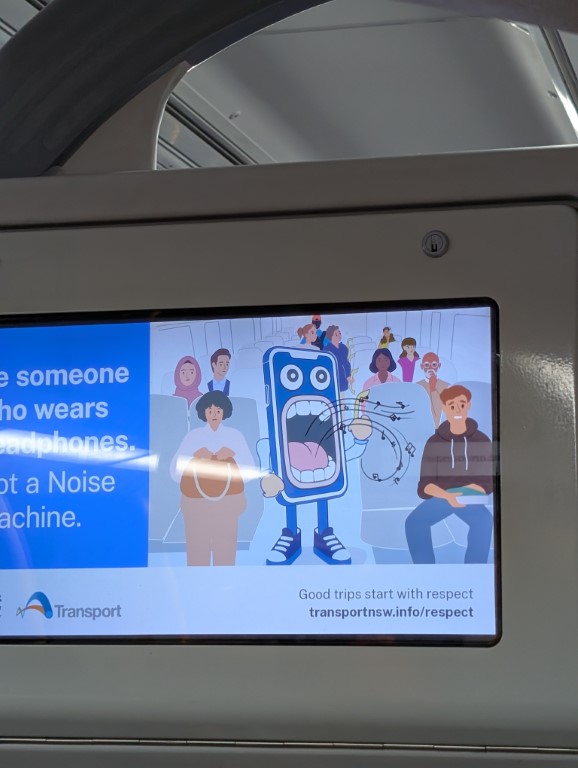 e someone
ho wears
eadphones.
ot a Noise
achine.
Transport
Good trips start with respect
transportnsw.info/respect